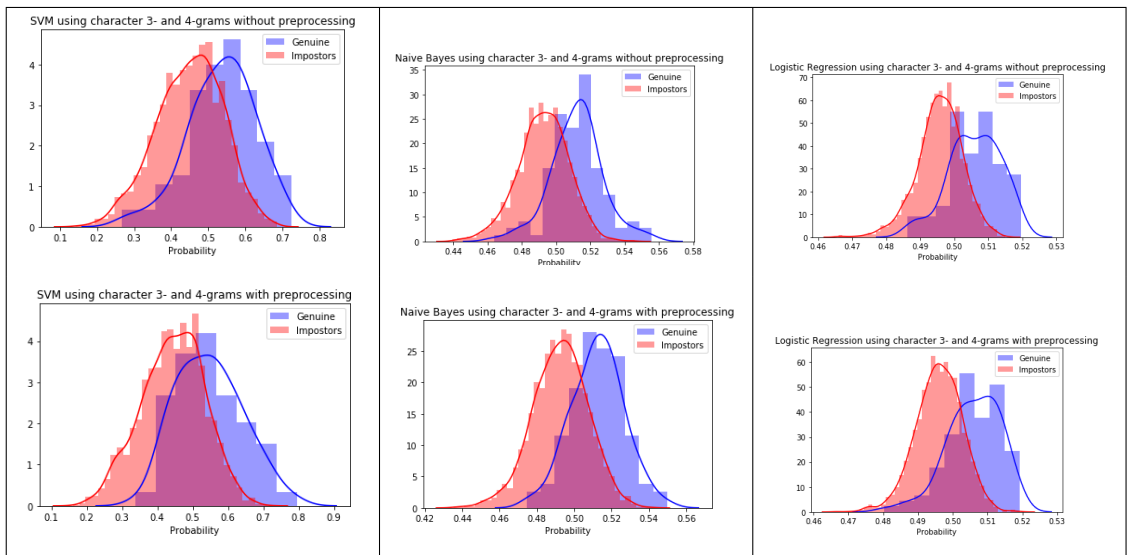 SVM using character 3- and 4-grams without preprocessing
Genuine
Impostors
4
3
2
1
0
0.1 0.2 0.3 0.4 0.5 0.6 0.7 0.8
Probability
Naive Bayes using character 3- and 4-grams without preprocessing
Genuine
Impostors
35
30
25
20
15
10
5
0
0.44 0.46 0.48 0.50 0.52 0.54 0.56 0.58
Probability
Logistic Regression using character 3- and 4-grams without preprocessing
Genuine
Impostors
70
60
50
40
30
20
10
0
0.46 0.47 0.48 0.49 0.50 0.51 0.52 0.53
Probability
SVM using character 3- and 4-grams with preprocessing
Genuine
Impostors
4
3
2
1
0
0.1 0.2 0.3 0.4 0.5 0.6 0.7 0.8 0.9
Probability
Naive Bayes using character 3- and 4-grams with preprocessing
Genuine
Impostors
25
20
15
10
5
0
0.42 0.44 0.46 0.48 0.50 0.52 0.54 0.56
Probability
Logistic Regression using character 3- and 4-grams with preprocessing
Genuine
Impostors
60
50
40
30
20
10
0
0.46 0.47 0.48 0.49 0.50 0.51 0.52 0.53
Probability